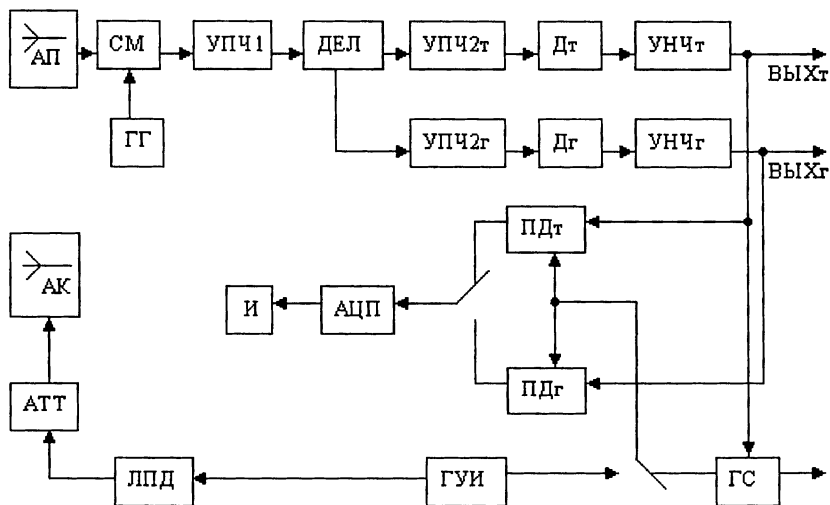 АП
СМ
УПЧ1
ДЕЛ
УПЧ2т
Дт
УНЧт
ВЫХт
ГГ
УПЧ2г
Дг
УНЧг
ВЫХг
ПДт
АК
И
АЦП
ПДг
АТТ
ЛПД
ГУИ
ГС